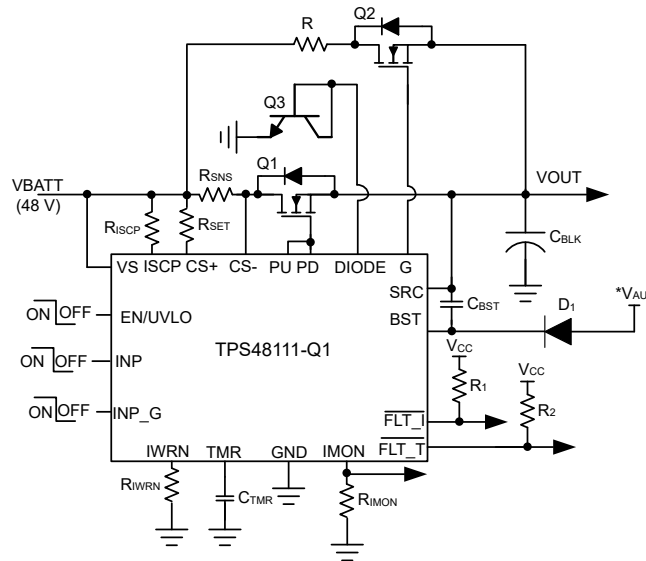 Q2
R
Q3
Q1
RSNS
VBATT
(48 V)
VOUT
RISCP
RSET
CBLK
VS ISCP CS+ CS- PU PD DIODE G
SRC
CBST
BST
D1
*VAU
ON OFF
EN/UVLO
TPS48111-Q1
ON OFF
INP
VCC
VCC
R1
R2
ON OFF
INP_G
FLT_I
FLT_T
IWRN TMR GND IMON
RIWRN
CTMR
RIMON